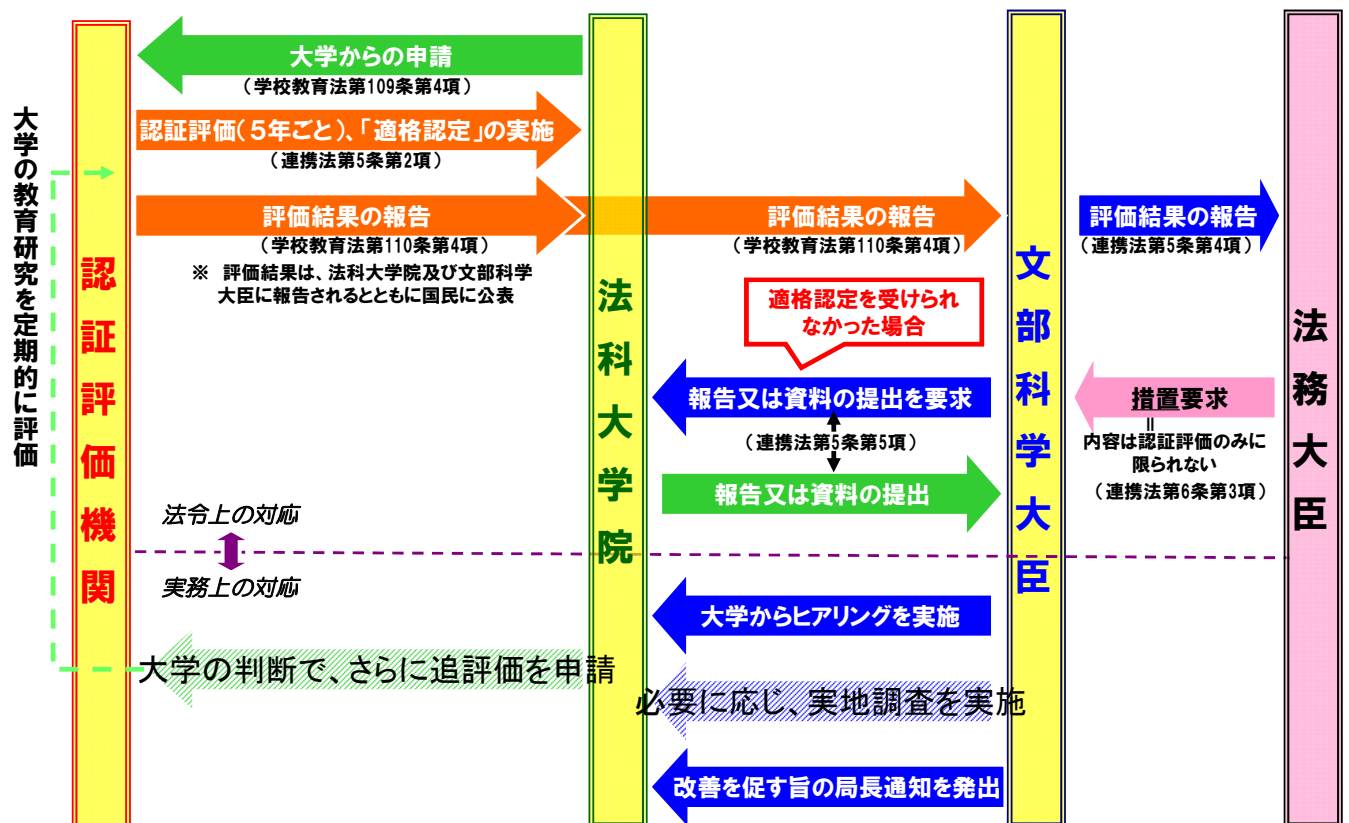 大学からの申請
（学校教育法第109条第4項）
認証評価（５年ごと）、「適格認定」の実施
（連携法第5条第2項）
評価結果の報告
（学校教育法第110条第4項）
※　評価結果は、法科大学院及び文部科学
大臣に報告されるとともに国民に公表
評価結果の報告
（学校教育法第110条第4項）
評価結果の報告
（連携法第5条第4項）
大学の教育研究を定期的に評価
認証評価機関
法科大学院
文部科学大臣
法務大臣
適格認定を受けられ
なかった場合
報告又は資料の提出を要求
（連携法第5条第5項）
報告又は資料の提出
措置要求
＝
内容は認証評価のみに
限られない
（連携法第6条第3項）
法令上の対応
実務上の対応
大学からヒアリングを実施
大学の判断で、さらに追評価を申請
必要に応じ、実地調査を実施
改善を促す旨の局長通知を発出